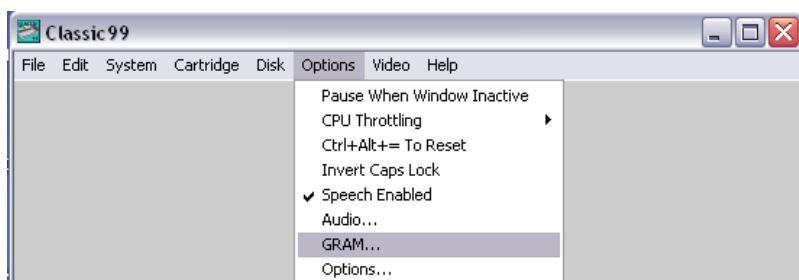 Classic99
File Edit System Cartridge Disk Options Video Help
Pause When Window Inactive
CPU Throttling
Ctrl+Alt+= To Reset
Invert Caps Lock
Speech Enabled
Audio...
GRAM...
Options...